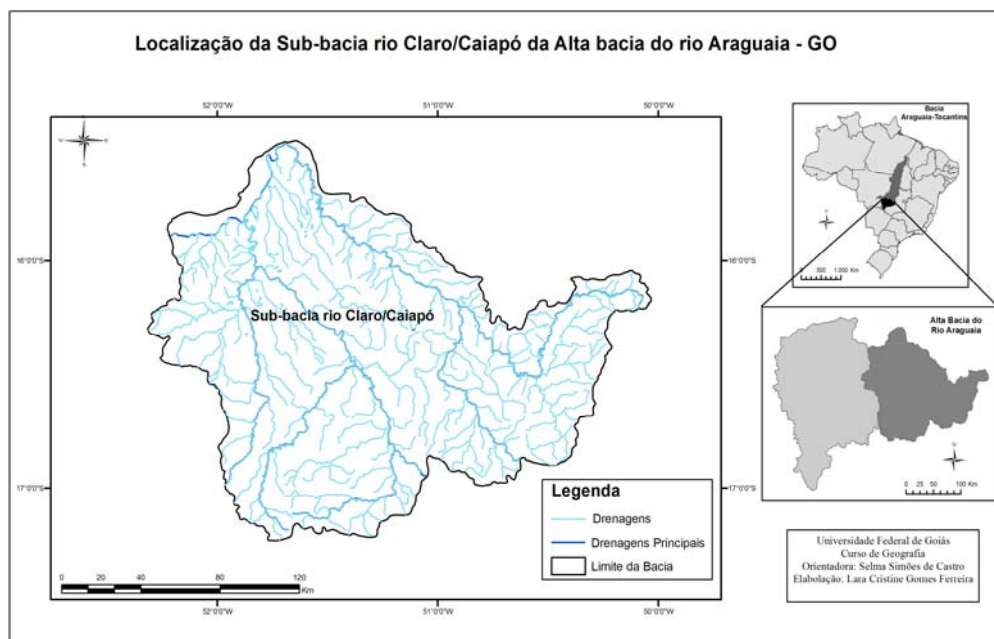 Localização da Sub-bacia rio Claro/Caiapó da Alta bacia do rio Araguaia - GO
52°0'0"W
51°0'0"W
50°0'0"W
16°0'0"S
16°0'0"S
17°0'0"S
17°0'0"S
52°0'0"W
51°0'0"W
50°0'0"W
Sub-bacia rio Claro/Caiapó
Legenda
Drenagens
Drenagens Principais
Limite da Bacia
0 20 40 80 120
Km
Bacia
Araguaia-Tocantins
0 500 1.000 Km
Alta Bacia do
Rio Araguaia
0 25 50 100 Km
Universidade Federal de Goiás
Curso de Geografia
Orientadora: Selma Simões de Castro
Elabolação: Lara Cristine Gomes Ferreira